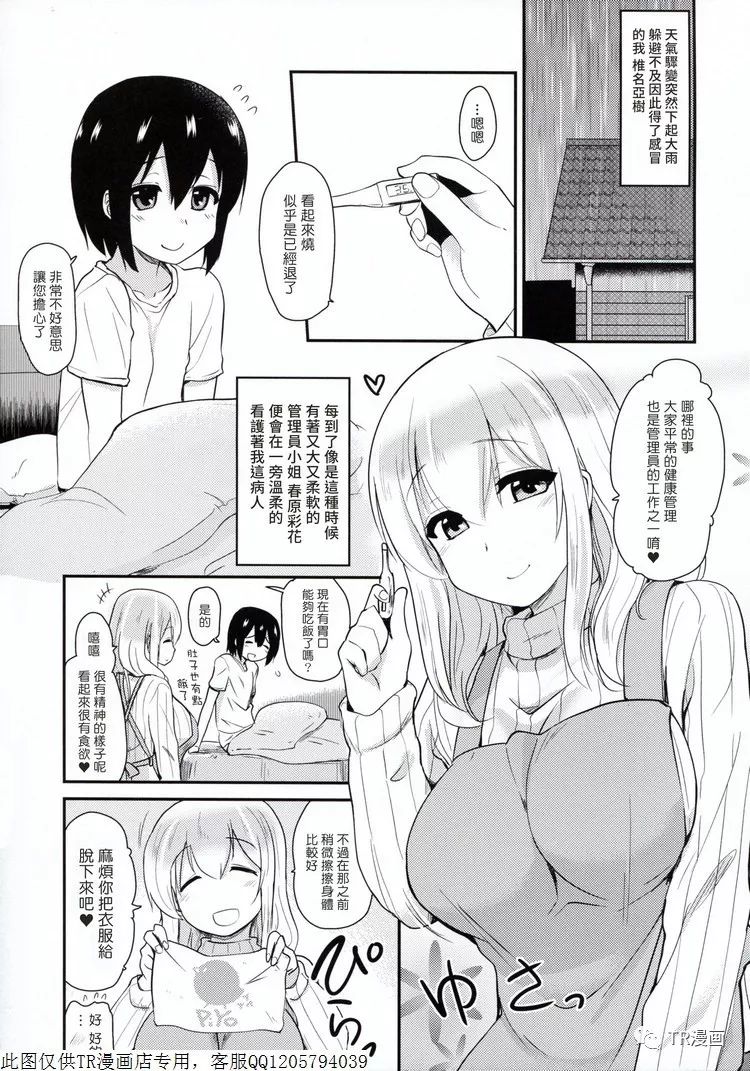 天氣驟變突然下起大雨
躲避不及因此得了感冒
的我 椎名亞樹
…嗯嗯
35
看起來燒
似乎是已經退了
非常不好意思
讓您擔心了
哪裡的事
大家平常的健康管理
也是管理員的工作之一唷♥
每到了像是這種時候
有著又大又柔軟的
管理員小姐 春原彩花
便會在一旁溫柔的
看護著我這病人
現在有胃口
能夠吃飯了嗎?
是的
肚子也有點
餓了
嘻嘻
很有精神的樣子呢
看起來很有食欲♥
ゆさっ
不過在那之前
稍微擦擦身體
比較好
麻煩你把衣服給
脫下來吧♥
ぴらっ
PiYo
好 好的
…
TR漫画
此图仅供TR漫画店专用，客服QQ1205794039